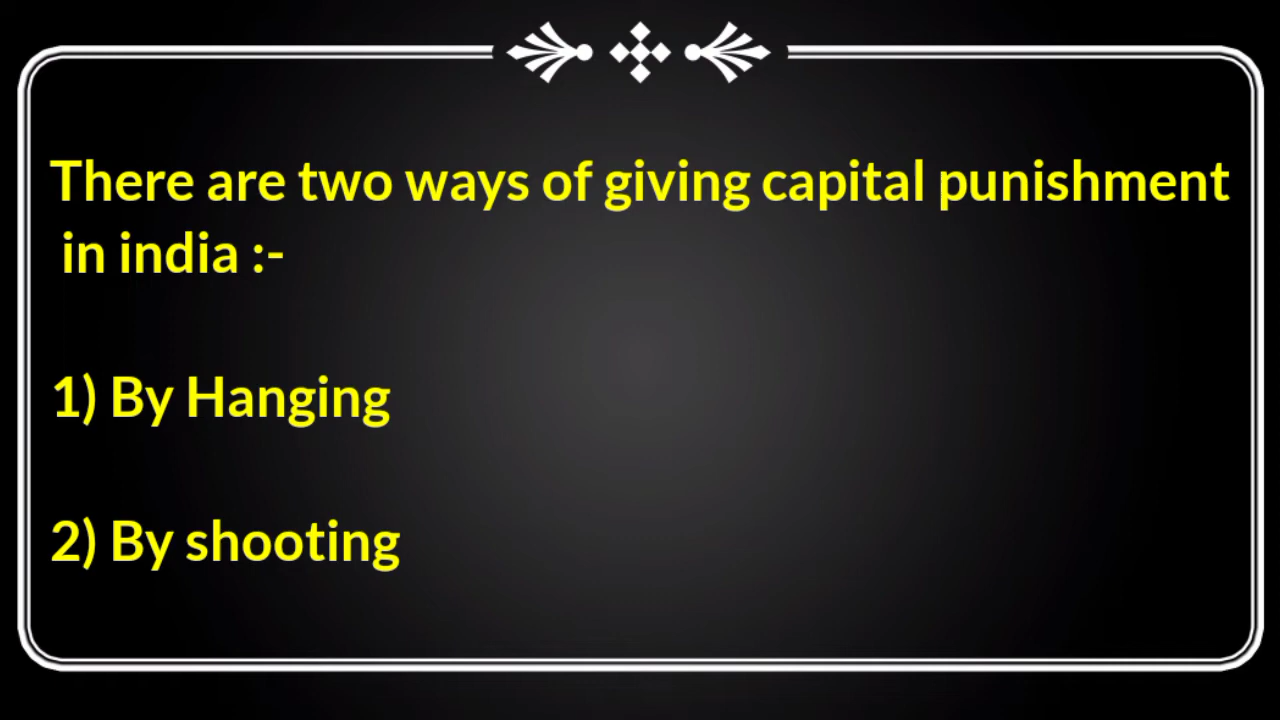 There are two ways of giving capital punishment
in india :-
1) By Hanging
2) By shooting